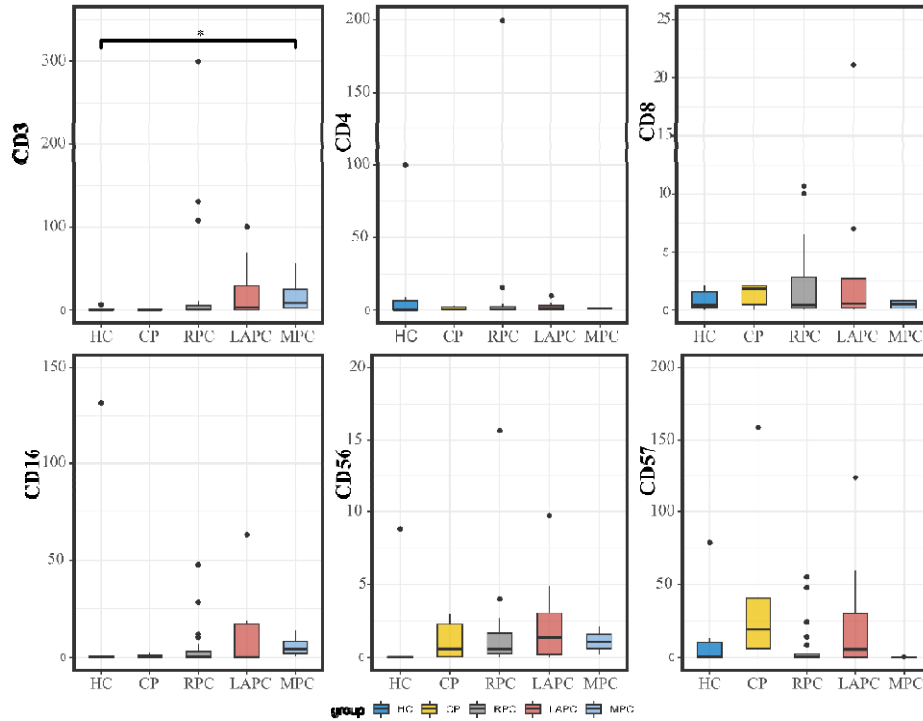 *
CD3
300
200
100
0
HC CP RPC LAPC MPC
CD4
200
150
100
50
0
HC CP RPC LAPC MPC
CD8
25
20
15
10
5
0
HC CP RPC LAPC MPC
CD16
150
100
50
0
HC CP RPC LAPC MPC
CD56
20
15
10
5
0
HC CP RPC LAPC MPC
CD57
200
150
100
50
0
HC CP RPC LAPC MPC
group HC CP RPC LAPC MPC